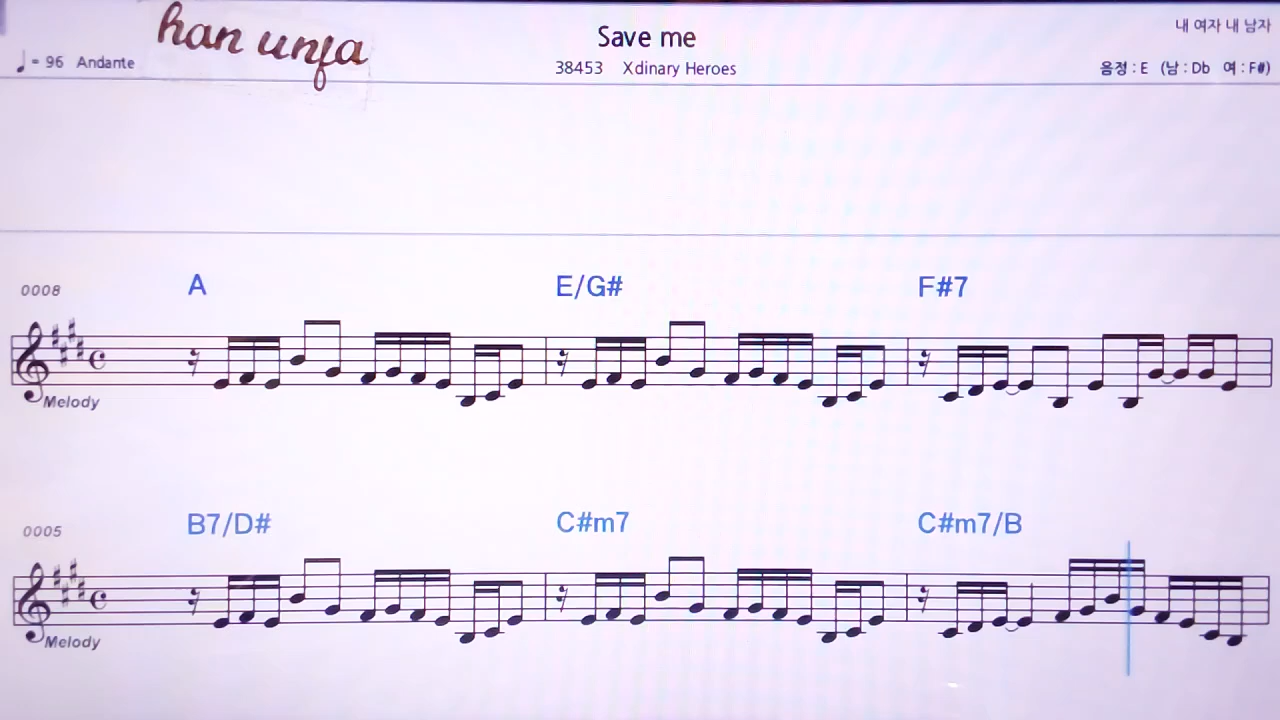 han unja
Save me
내 여자 내 남자
♩= 96 Andante
38453 Xdinary Heroes
음정 : E (남 : Db 여 : F#)
A E/G# F#7
0008
Melody
B7/D# C#m7 C#m7/B
0005
Melody